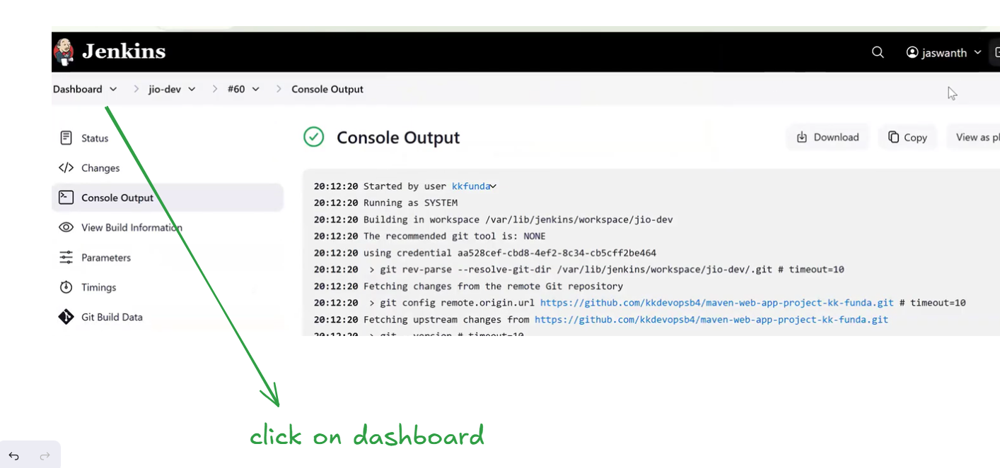 Jenkins
jaswanth
Dashboard > jio-dev > #60 > Console Output
Status
Changes
Console Output
View Build Information
Parameters
Timings
Git Build Data
Console Output
Download
Copy
View as
20:12:20 Started by user kkfunda
20:12:20 Running as SYSTEM
20:12:20 Building in workspace /var/lib/jenkins/workspace/jio-dev
20:12:20 The recommended git tool is: NONE
20:12:20 using credential aa528cef-cbd8-4ef2-8c34-cb5cff2be464
20:12:20 > git rev-parse --resolve-git-dir /var/lib/jenkins/workspace/jio-dev/.git # timeout=10
20:12:20 Fetching changes from the remote Git repository
20:12:20 > git config remote.origin.url https://github.com/kkdevopsb4/maven-web-app-project-kk-funda.git # timeout=10
20:12:20 Fetching upstream changes from https://github.com/kkdevopsb4/maven-web-app-project-kk-funda.git
20:12:20 > git --version # timeout=10
click on dashboard